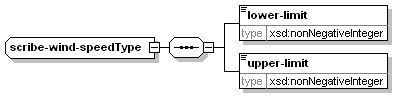 lower-limit
type xsd:nonNegativeInteger
scribe-wind-speedType
upper-limit
type xsd:nonNegativeInteger